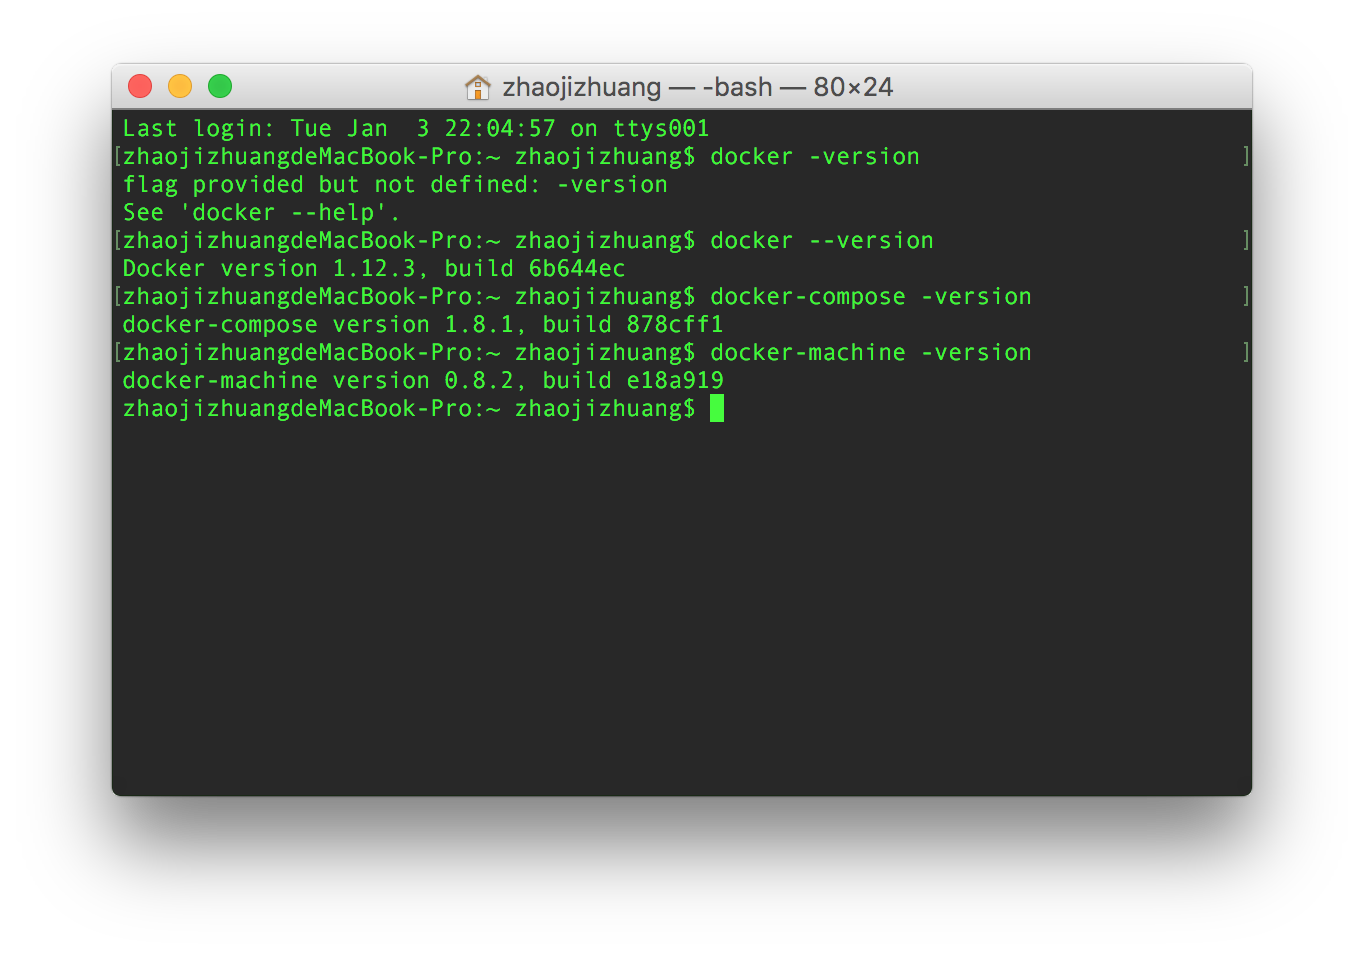 zhaojizhuang — -bash — 80×24
Last login: Tue Jan  3 22:04:57 on ttys001
[zhaojizhuangdeMacBook-Pro:~ zhaojizhuang$ docker -version ]
flag provided but not defined: -version
See 'docker --help'.
[zhaojizhuangdeMacBook-Pro:~ zhaojizhuang$ docker --version ]
Docker version 1.12.3, build 6b644ec
[zhaojizhuangdeMacBook-Pro:~ zhaojizhuang$ docker-compose -version ]
docker-compose version 1.8.1, build 878cff1
[zhaojizhuangdeMacBook-Pro:~ zhaojizhuang$ docker-machine -version ]
docker-machine version 0.8.2, build e18a919
zhaojizhuangdeMacBook-Pro:~ zhaojizhuang$